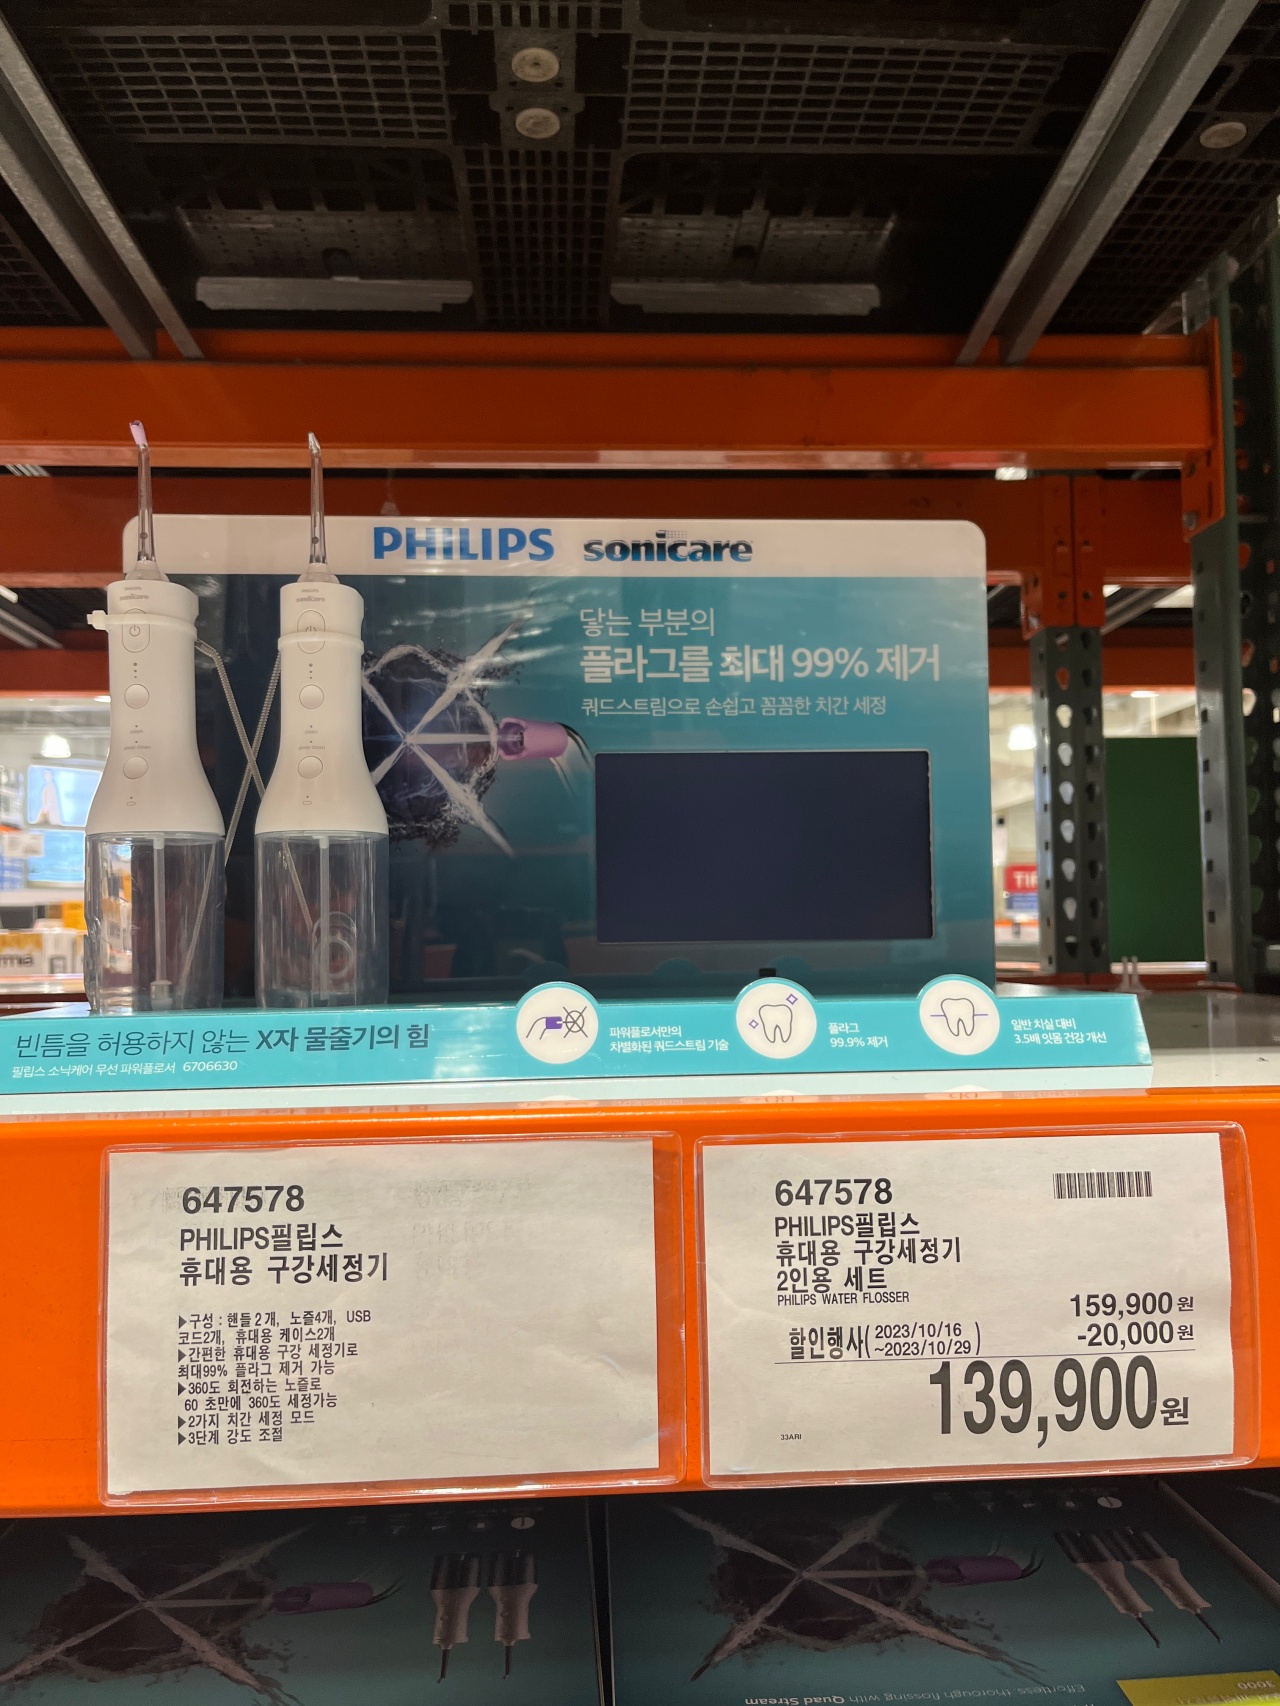 PHILIPS sonicare
닿는 부분의
플라그를 최대 99% 제거
쿼드스트림으로 손쉽고 꼼꼼한 치간 세정
PHILIPS
sonicare
PHILIPS
sonicare
빈틈을 허용하지 않는 X자 물줄기의 힘
필립스 소닉케어 무선 파워플로서 6706630
파워플로서만의
차별화된 쿼드스트림 기술
플라그
99.9% 제거
일반 치실 대비
3.5배 잇몸 건강 개선
647578
PHILIPS필립스
휴대용 구강세정기
▶구성 : 핸들 2개, 노즐4개, USB
코드2개, 휴대용 케이스2개
▶간편한 휴대용 구강 세정기로
최대99% 플라그 제거 가능
▶360도 회전하는 노즐로
60 초만에 360도 세정가능
▶2가지 치간 세정 모드
▶3단계 강도 조절
647578
PHILIPS필립스
휴대용 구강세정기
2인용 세트
PHILIPS WATER FLOSSER
159,900원
할인행사(2023/10/16
~2023/10/29)
-20,000원
139,900원
33ARI
Effortless, thorough flossing with Quad Stream
3000